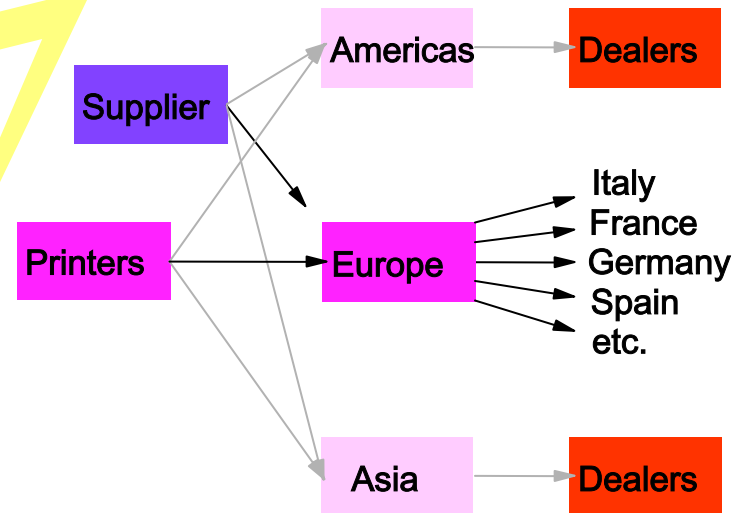 Americas
Dealers
Supplier
Printers
Europe
Italy
France
Germany
Spain
etc.
Asia
Dealers